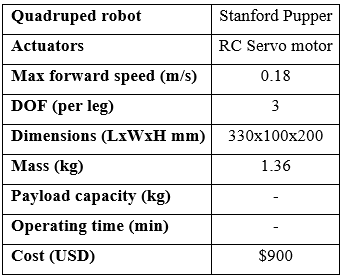 Quadruped robot Stanford Pupper
Actuators RC Servo motor
Max forward speed (m/s) 0.18
DOF (per leg) 3
Dimensions (LxWxH mm) 330x100x200
Mass (kg) 1.36
Payload capacity (kg) -
Operating time (min) -
Cost (USD) $900